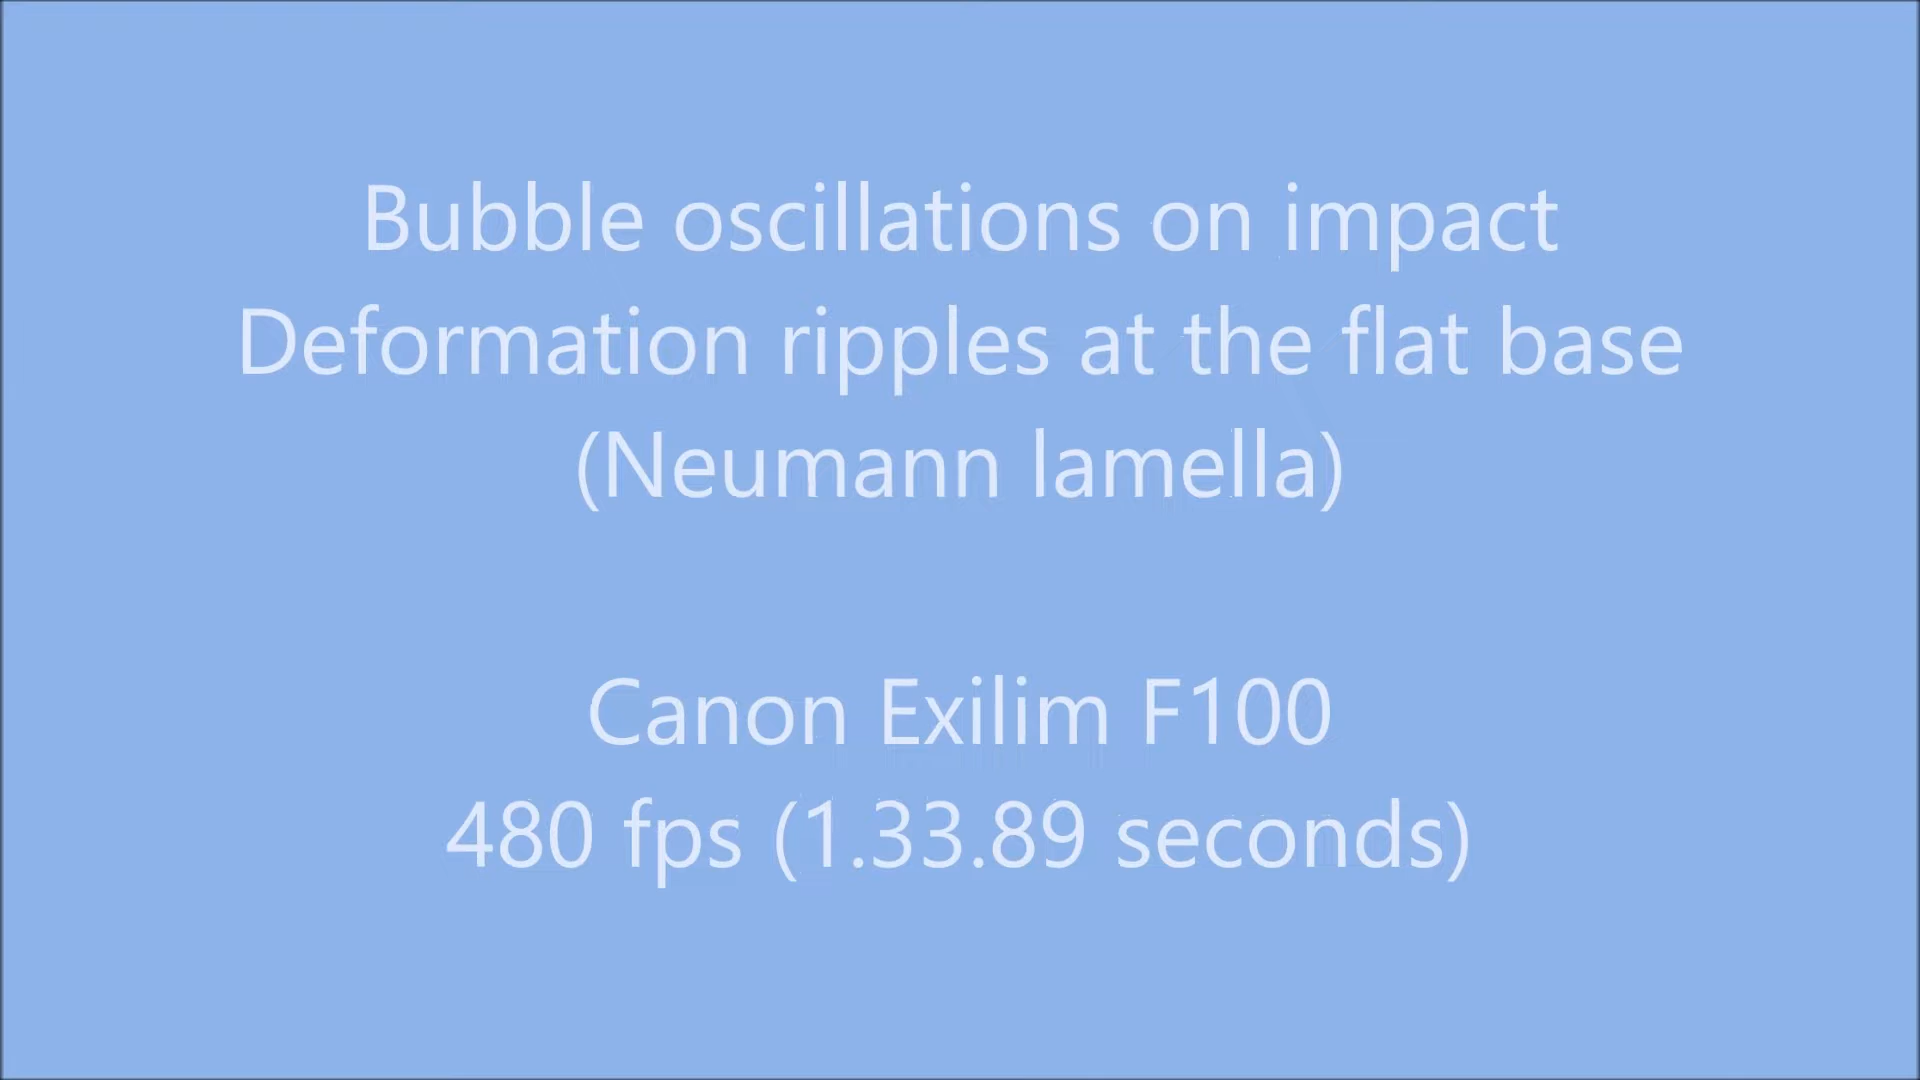 Bubble oscillations on impact
Deformation ripples at the flat base
(Neumann lamella)
Canon Exilim F100
480 fps (1.33.89 seconds)